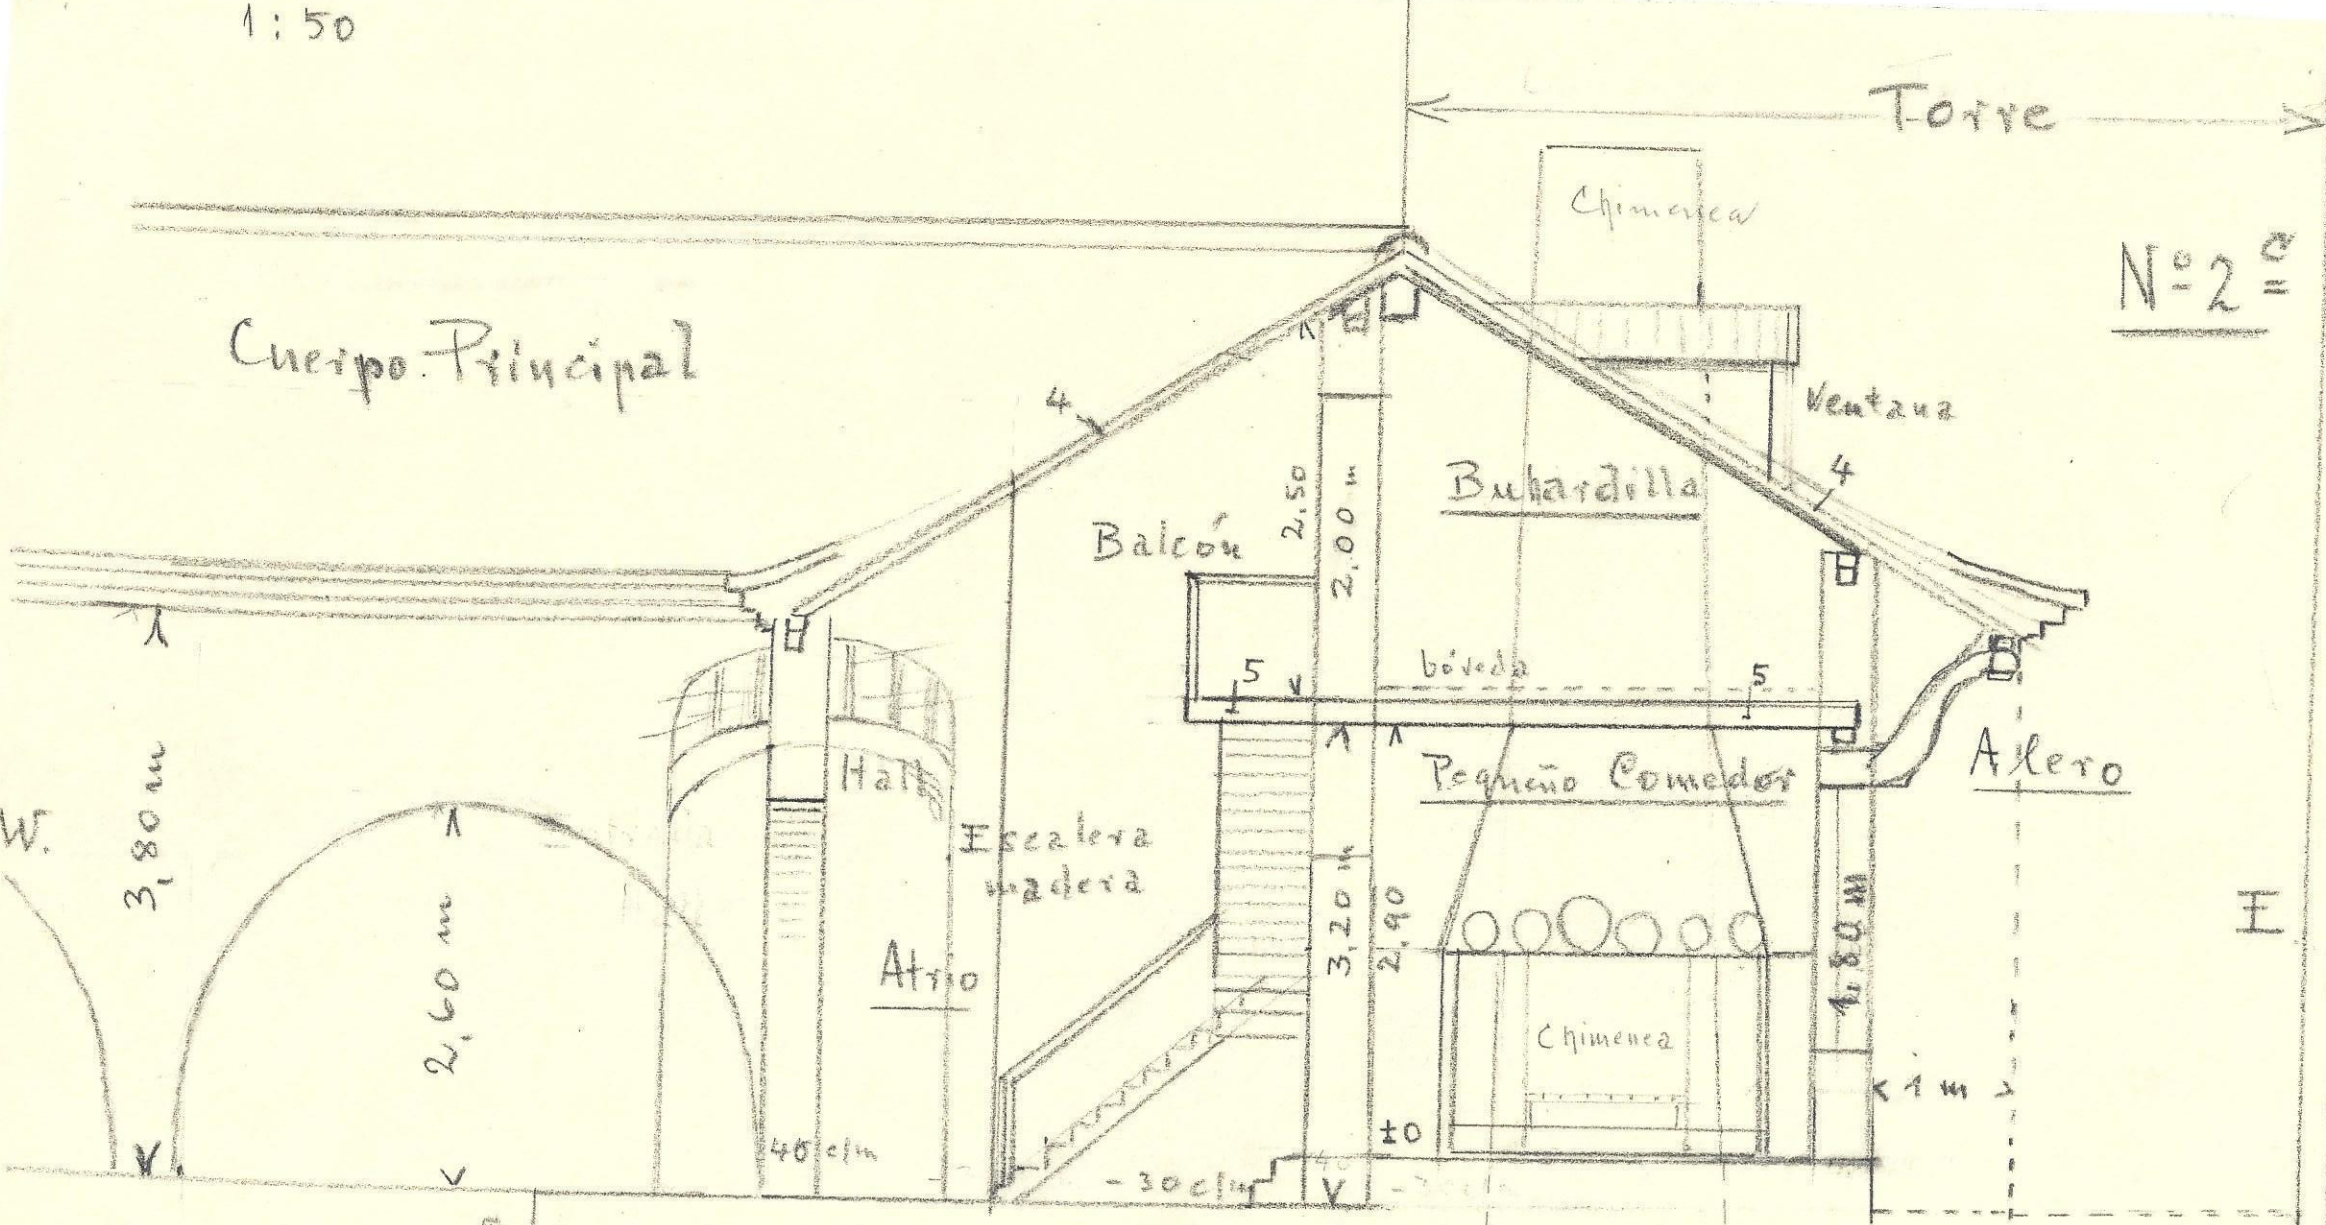 1:50
Torre
Chimenea
Nº 2ª
Cuerpo Principal
4
Ventana
4
Buhardilla
2.50
2.00 m
Balcón
5
bóveda
5
Hall
Pequeño Comedor
Alero
W.
3,80 m
2,60 m
Escalera
madera
Atrio
3,20 m
2,90
1,80 m
E
Chimenea
1 m
±0
40 c/m
40
-30 c/m